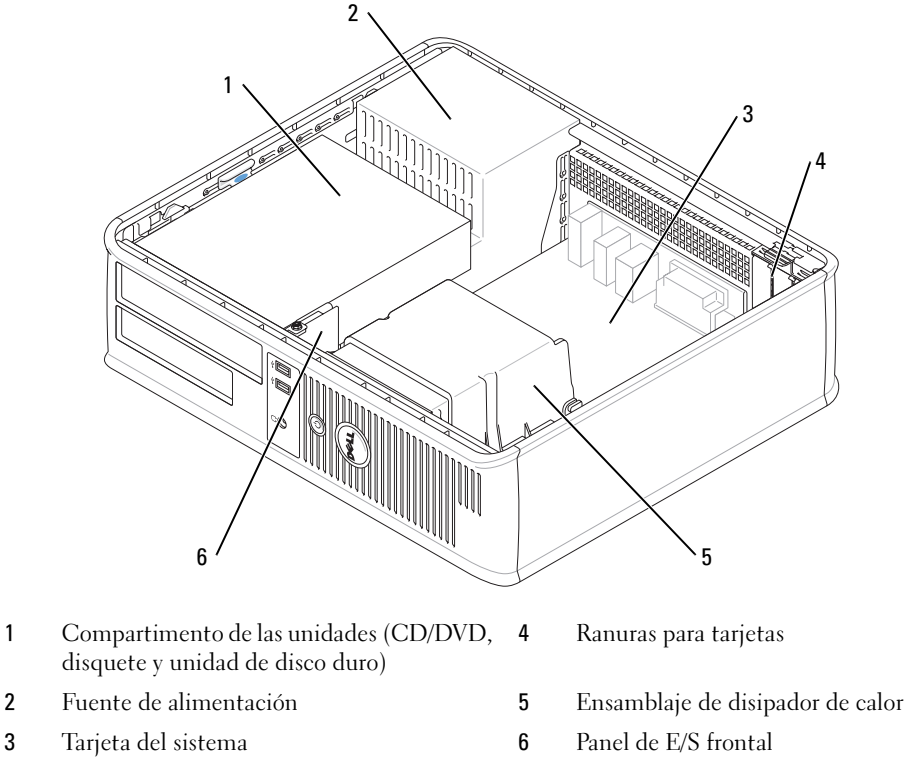 2
1
3
4
DELL
6
5
1 Compartimento de las unidades (CD/DVD, disquete y unidad de disco duro)
4 Ranuras para tarjetas
2 Fuente de alimentación
5 Ensamblaje de disipador de calor
3 Tarjeta del sistema
6 Panel de E/S frontal